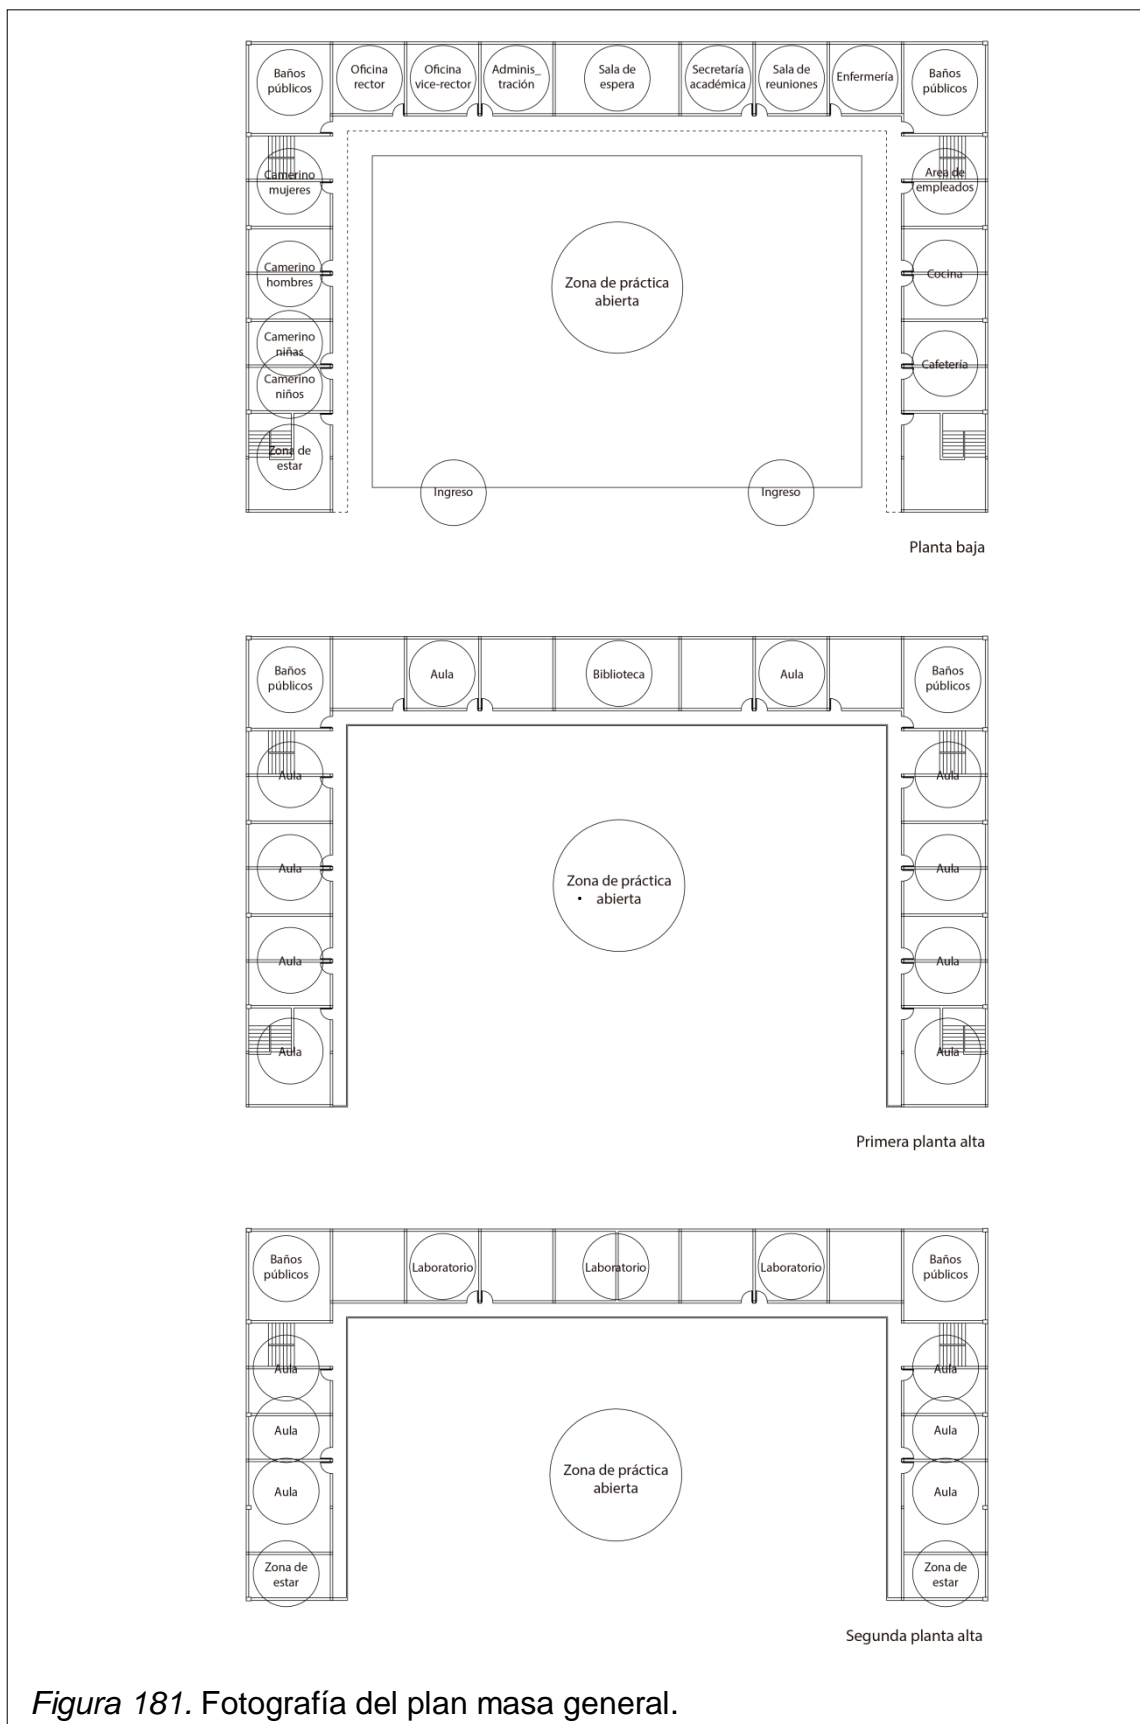 Baños
públicos
Oficina
rector
Oficina
vice-rector
Adminis_
tración
Sala de
espera
Secretaría
académica
Sala de
reuniones
Enfermería
Baños
públicos
Camerino
mujeres
Area de
empleados
Camerino
hombres
Zona de práctica
abierta
Cocina
Camerino
niñas
Cafetería
Camerino
niños
Zona de
estar
Ingreso
Ingreso
Planta baja
Baños
públicos
Aula
Biblioteca
Aula
Baños
públicos
Aula
Aula
Aula
Zona de práctica
abierta
Aula
Aula
Aula
Aula
Aula
Primera planta alta
Baños
públicos
Laboratorio
Laboratorio
Laboratorio
Baños
públicos
Aula
Aula
Aula
Aula
Zona de práctica
abierta
Aula
Aula
Zona de
estar
Zona de
estar
Segunda planta alta
Figura 181. Fotografía del plan masa general.